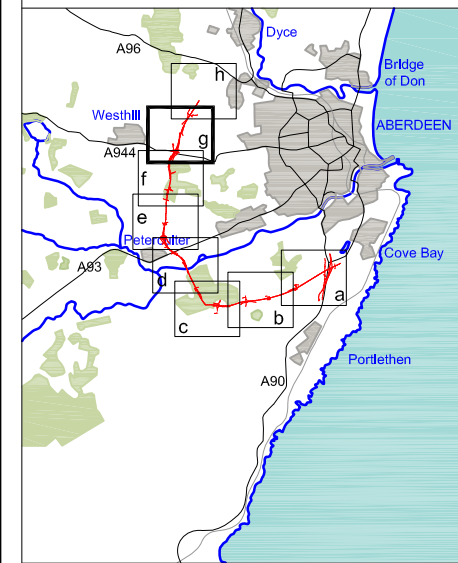 Dyce
A96
Bridge
of Don
h
Westhill
ABERDEEN
g
A944
f
e
Peterculter
Cove Bay
A93
d
a
b
c
Portlethen
A90